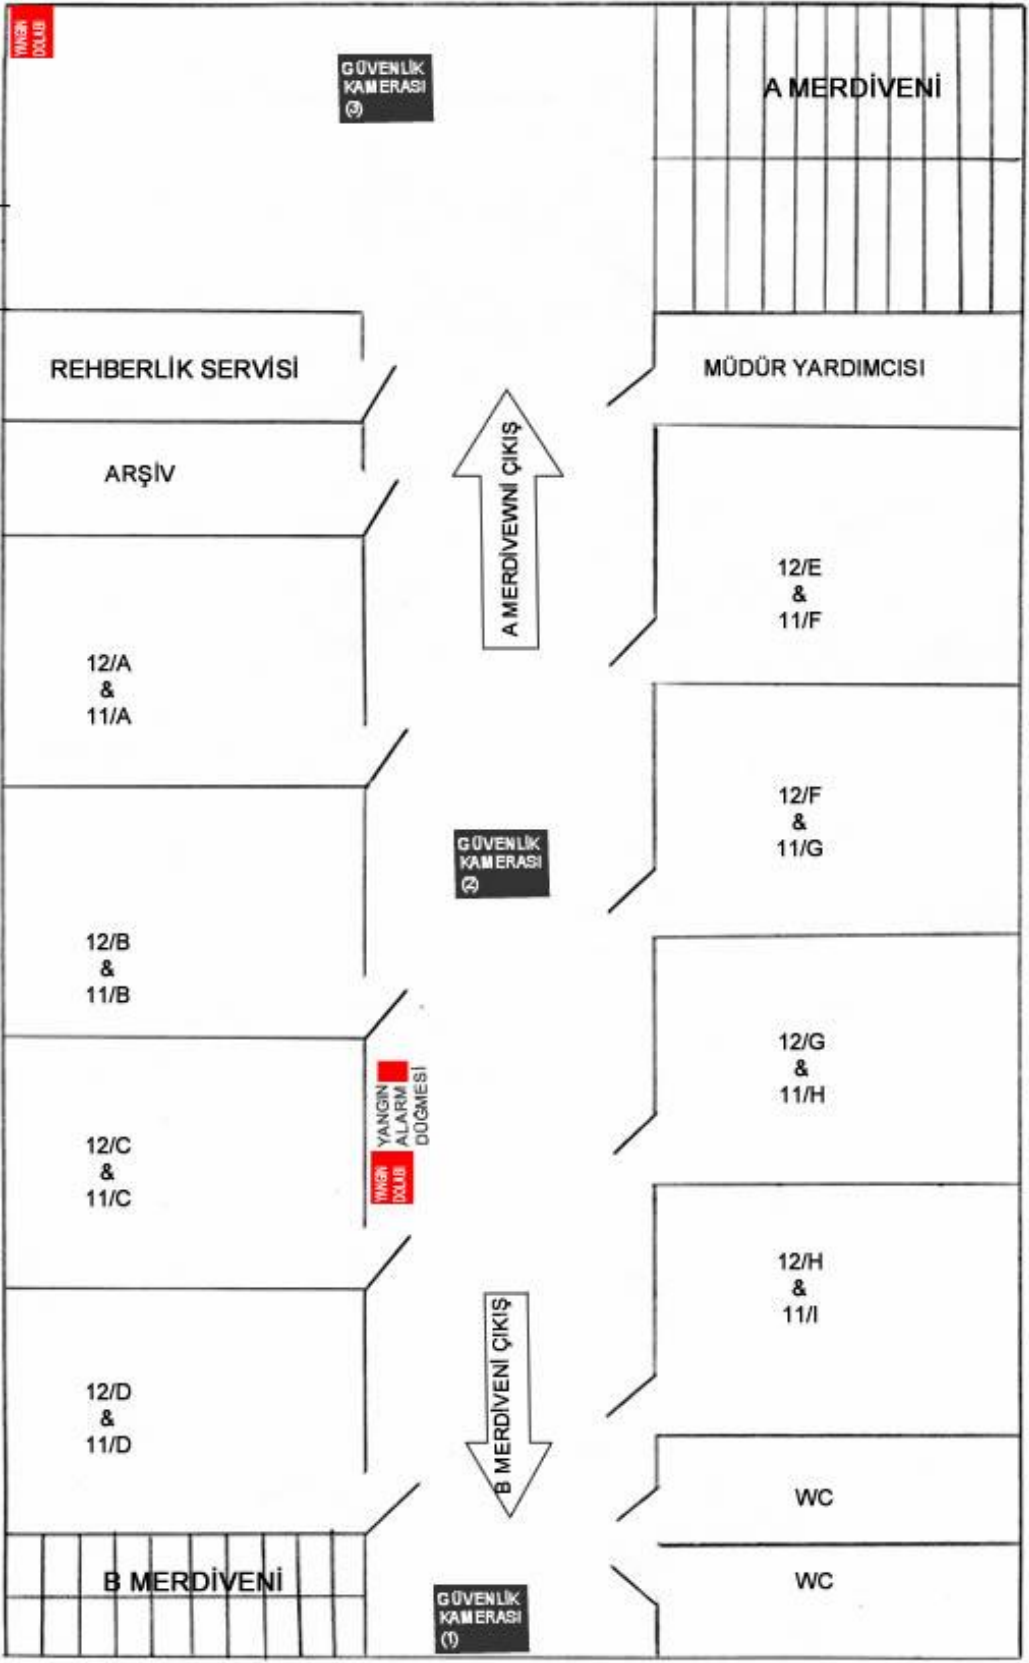 YANGIN
DOLABI
GÜVENLİK
KAMERASI
(3)
A MERDİVENİ
REHBERLİK SERVİSİ
MÜDÜR YARDIMCISI
ARŞİV
A MERDİVEWNİ ÇIKIŞ
12/E
&
11/F
12/A
&
11/A
12/F
&
11/G
GÜVENLİK
KAMERASI
(2)
12/B
&
11/B
12/G
&
11/H
YANGIN
ALARM
DÜĞMESİ
YANGIN
DOLABI
12/C
&
11/C
12/H
&
11/I
B MERDİVENİ ÇIKIŞ
12/D
&
11/D
WC
B MERDİVENİ
WC
GÜVENLİK
KAMERASI
(1)